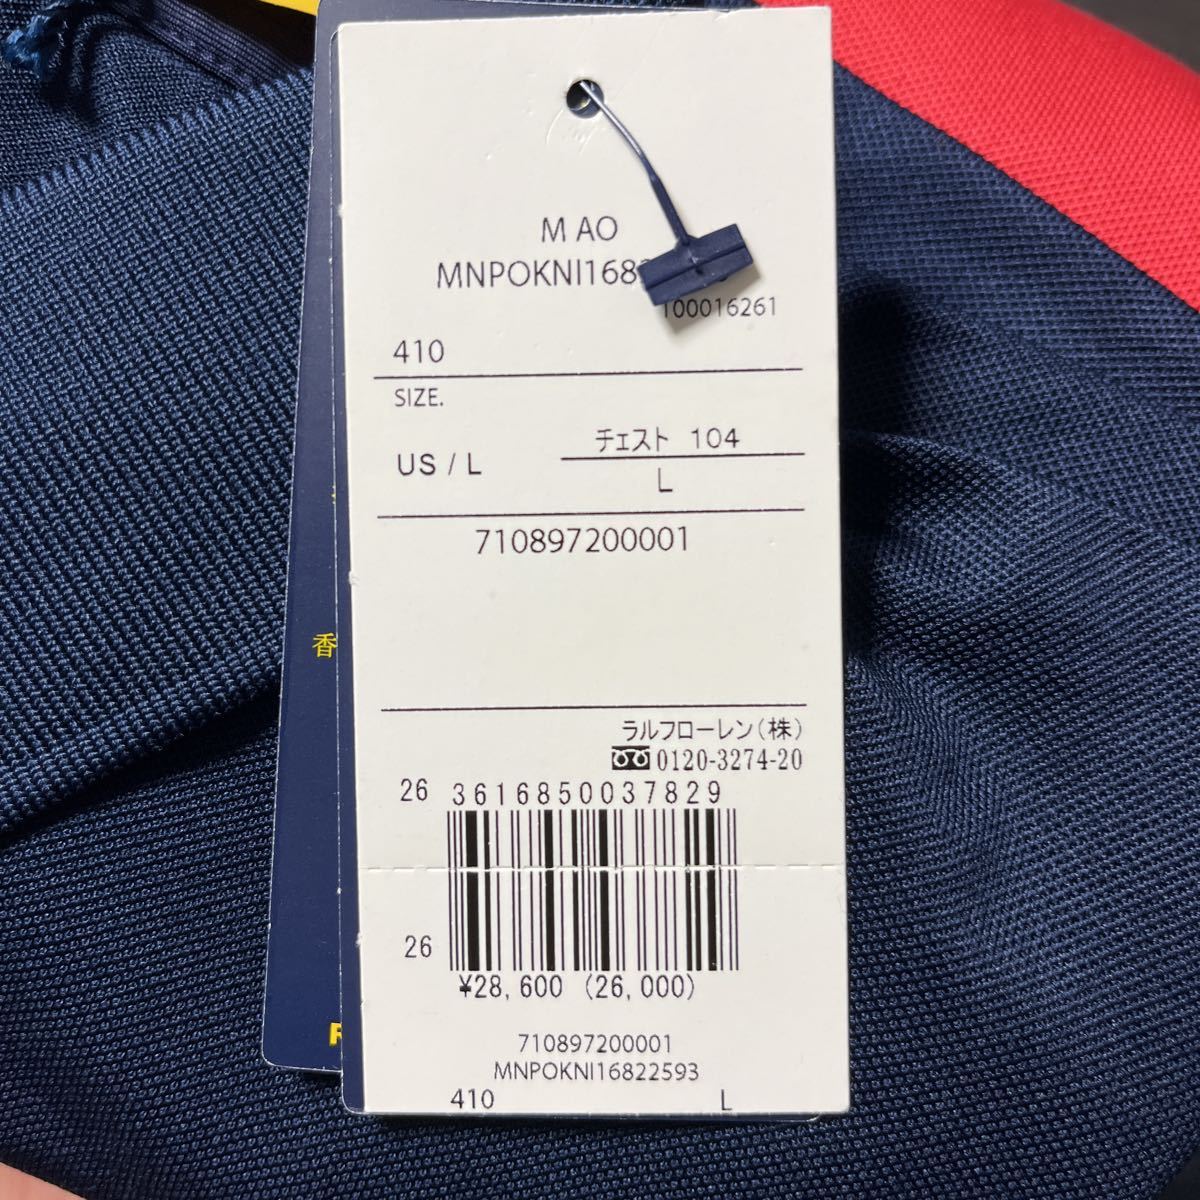 M AO
MNPOKNI168
100016261
410
SIZE.
US / L
チェスト 104
L
710897200001
香
ラルフローレン(株)
0120-3274-20
26 3616850037829
26
¥28,600 (26,000)
710897200001
MNPOKNI16822593
410 L